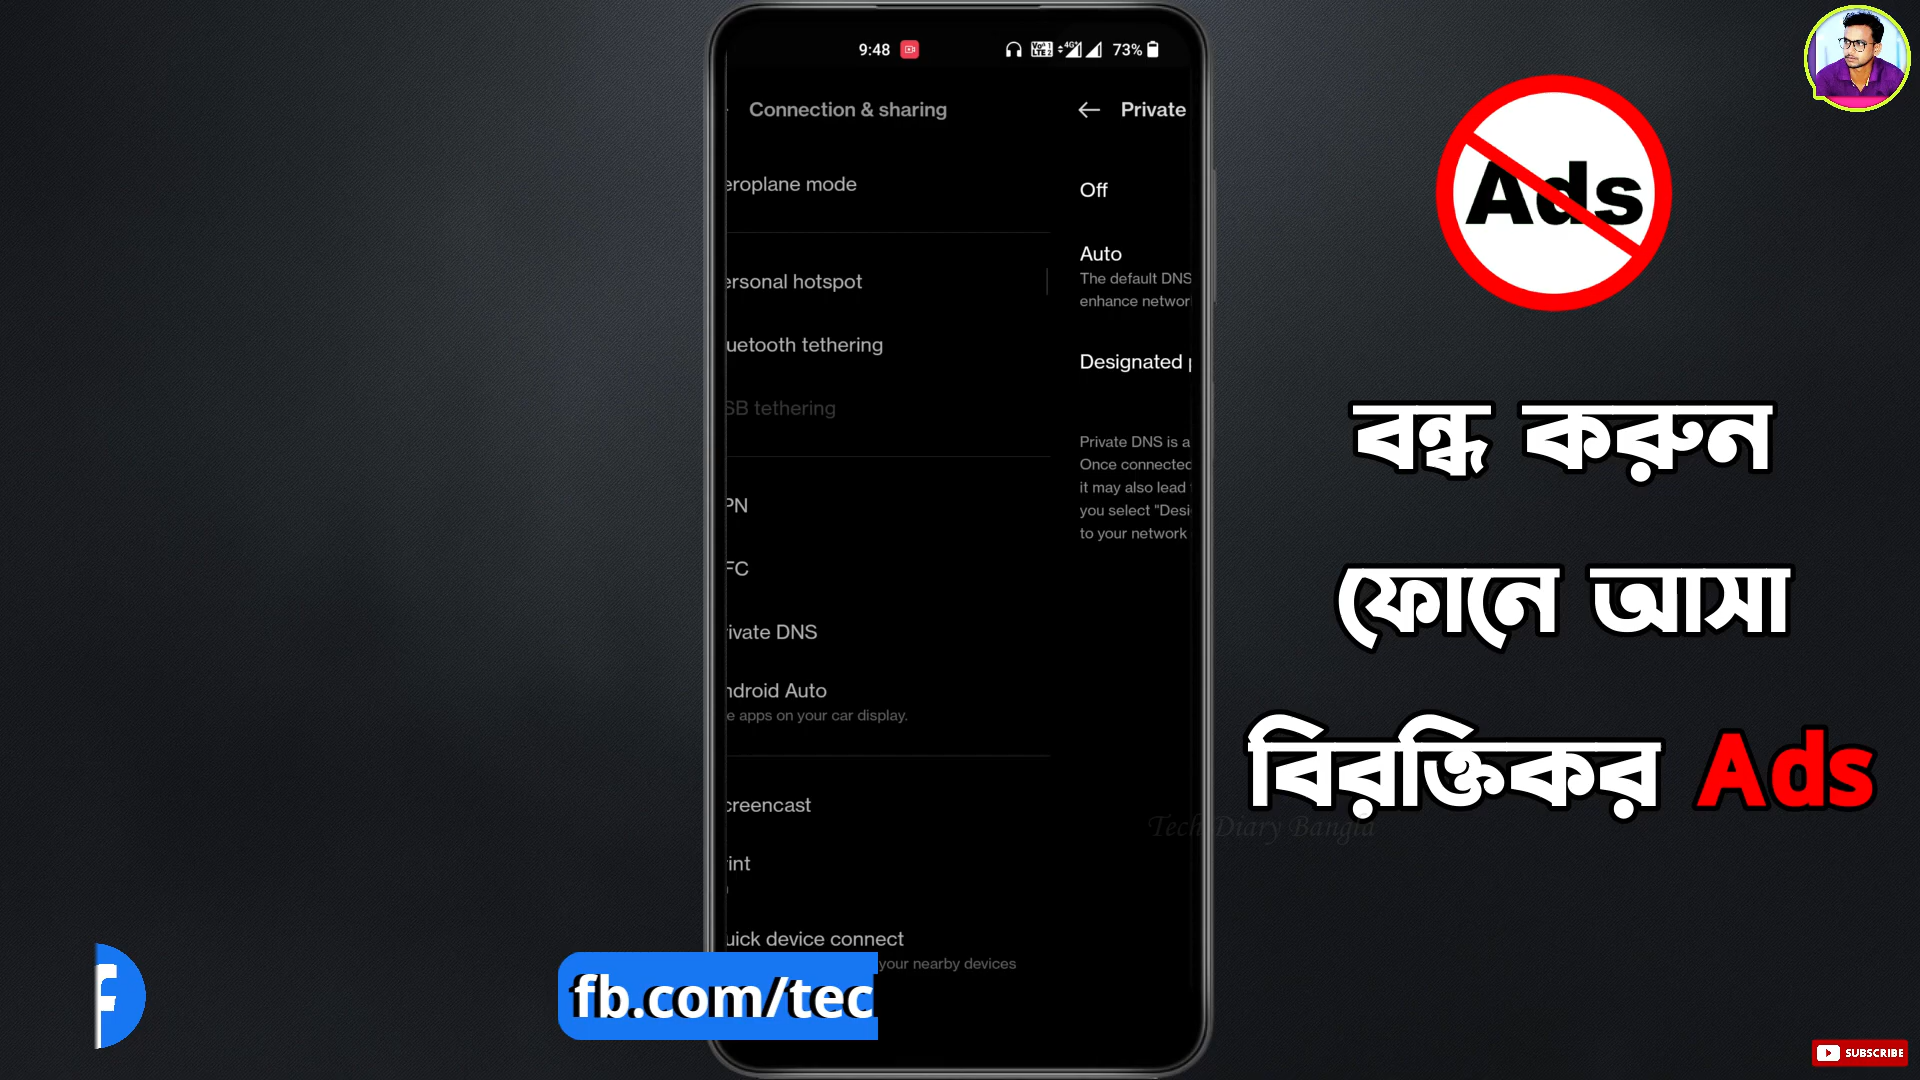 9:48
73%
Connection & sharing
Private
eroplane mode
Off
Auto
The default DNS
enhance networ
ersonal hotspot
uetooth tethering
Designated p
SB tethering
Private DNS is a
Once connected
it may also lead
you select "Desi
to your network
PN
FC
ivate DNS
ndroid Auto
e apps on your car display.
creencast
int
uick device connect
your nearby devices
fb.com/tec
Ads
বন্ধ করুন
ফোনে আসা
বিরক্তিকর Ads
Tech Diary Bangla
SUBSCRIBE